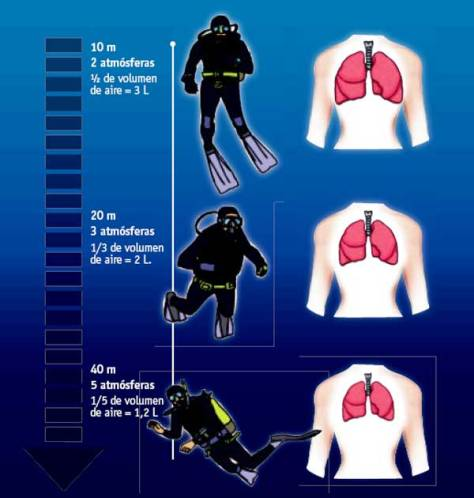 10 m
2 atmósferas
½ de volumen
de aire = 3 L
20 m
3 atmósferas
1/3 de volumen
de aire = 2 L.
40 m
5 atmósferas
1/5 de volumen
de aire = 1,2 L